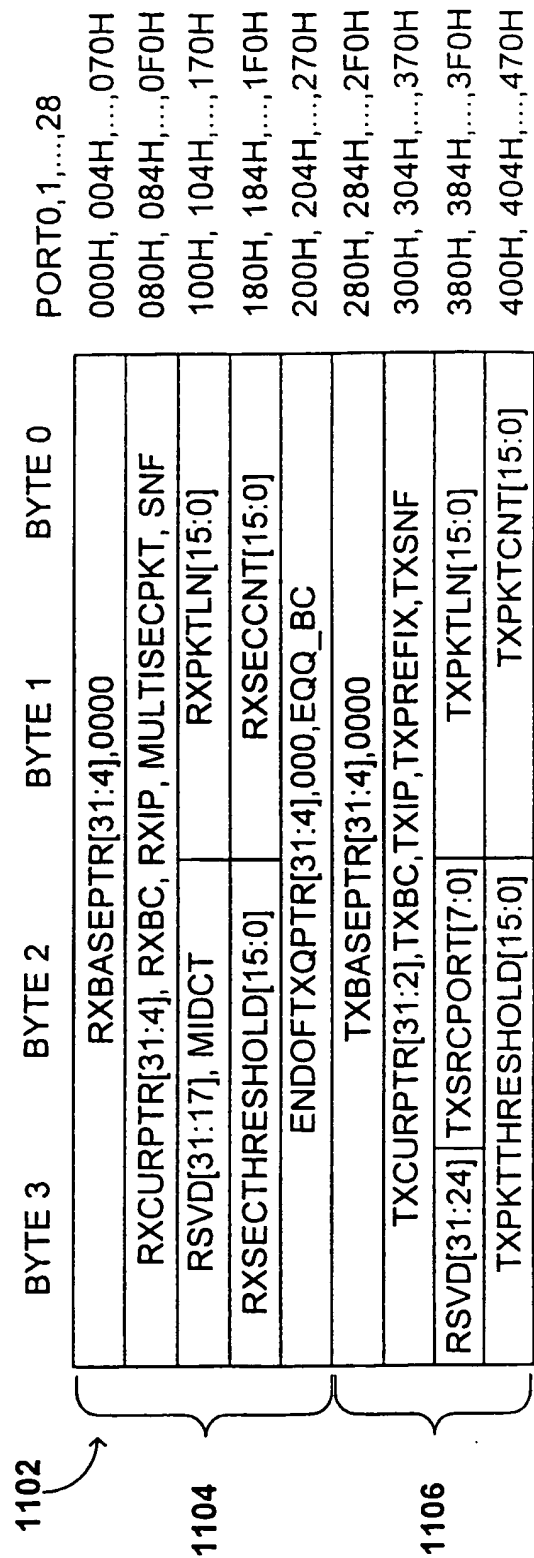 1102
BYTE 3 BYTE 2 BYTE 1 BYTE 0 PORT0,1,...,28
1104
RXBASEPTR[31:4],0000 000H, 004H,...,070H
RXCURPTR[31:4], RXBC, RXIP, MULTISECPKT, SNF 080H, 084H,...,0F0H
RSVD[31:17], MIDCT RXPKTLN[15:0] 100H, 104H,...,170H
RXSECTHRESHOLD[15:0] RXSECCNT[15:0] 180H, 184H,...,1F0H
ENDOFTXQPTR[31:4],000,EQQ_BC 200H, 204H,...,270H
1106
TXBASEPTR[31:4],0000 280H, 284H,...,2F0H
TXCURPTR[31:2],TXBC,TXIP,TXPREFIX,TXSNF 300H, 304H,...,370H
RSVD[31:24] TXSRCPORT[7:0] TXPKTLN[15:0] 380H, 384H,...,3F0H
TXPKTTHRESHOLD[15:0] TXPKTCNT[15:0] 400H, 404H,...,470H